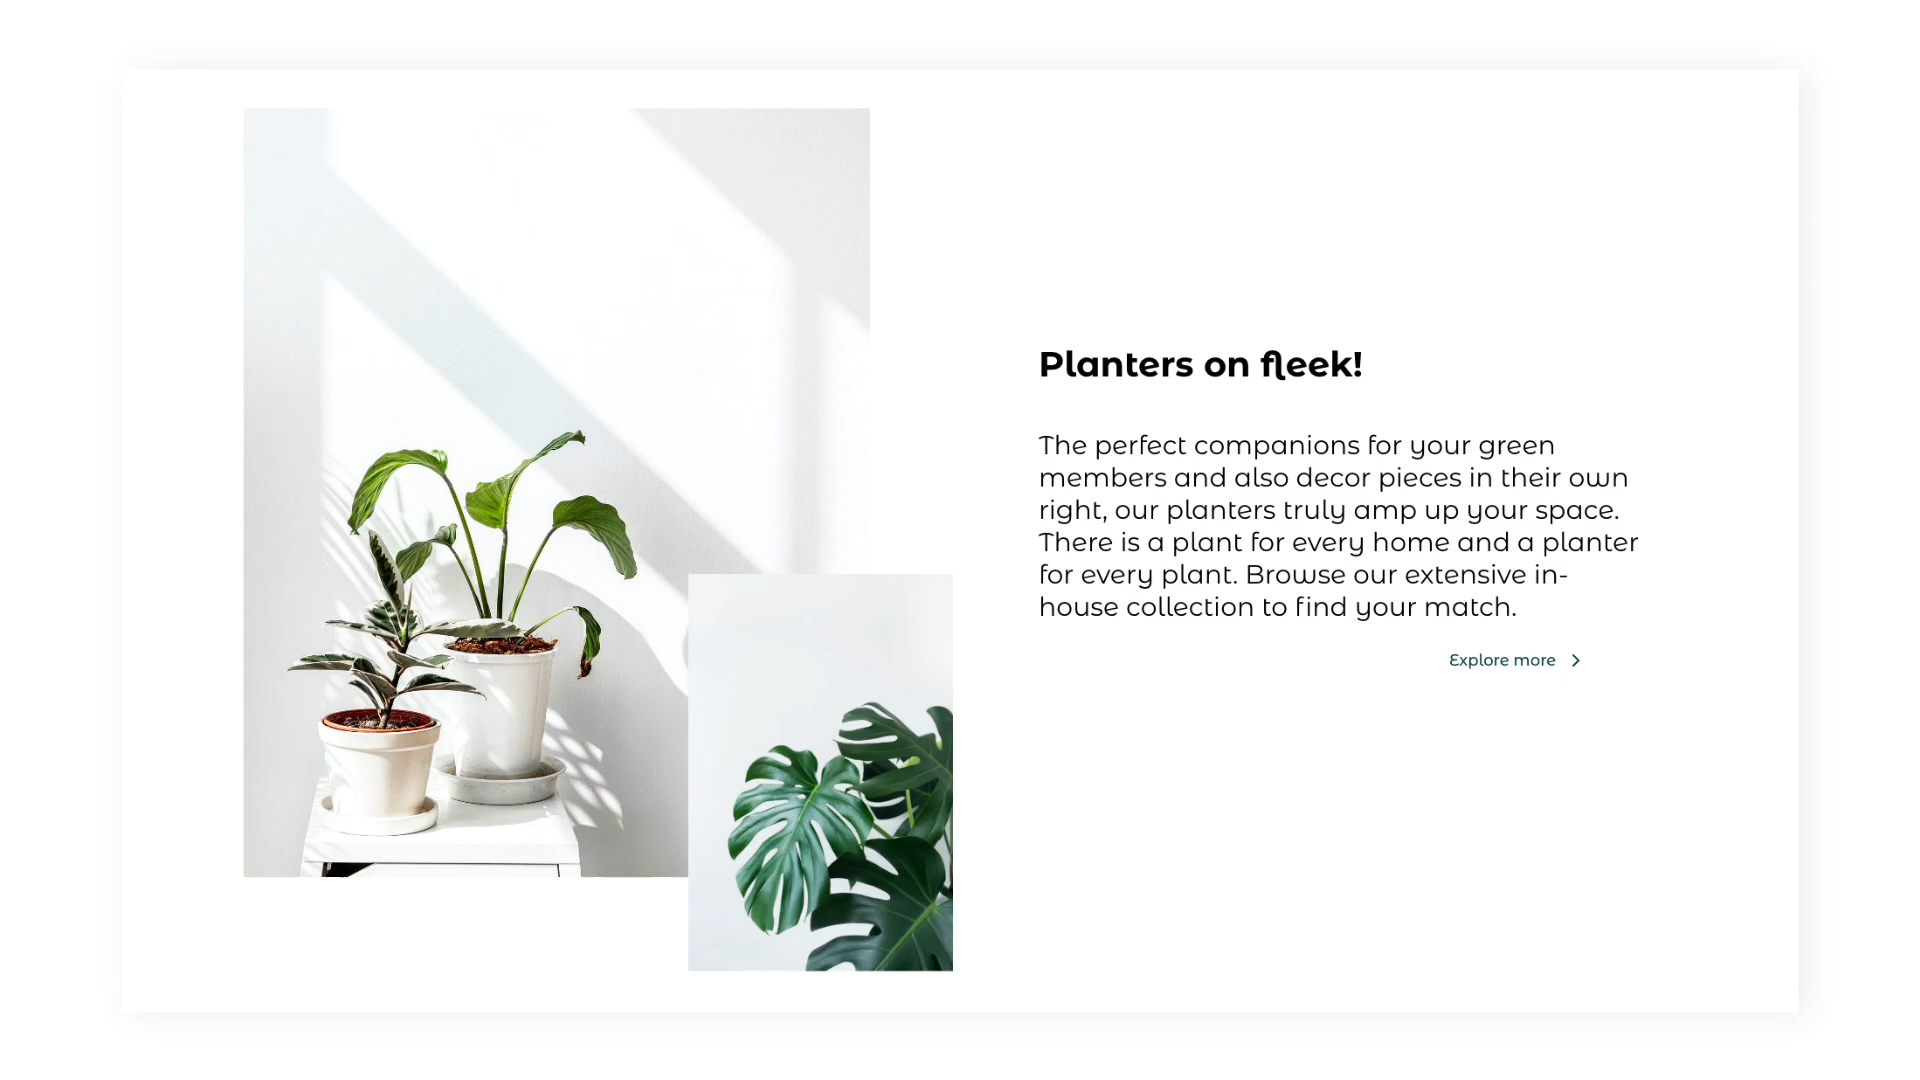 Planters on fleek!
The perfect companions for your green
members and also decor pieces in their own
right, our planters truly amp up your space.
There is a plant for every home and a planter
for every plant. Browse our extensive in-
house collection to find your match.
Explore more